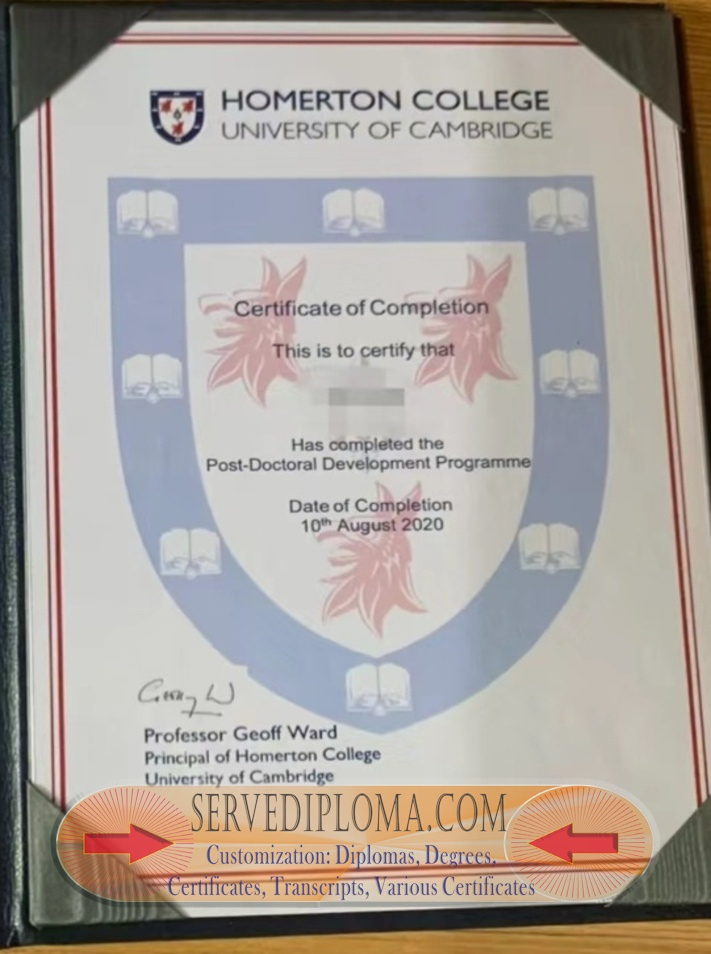 HOMERTON COLLEGE
UNIVERSITY OF CAMBRIDGE
Certificate of Completion
This is to certify that
Has completed the
Post-Doctoral Development Programme
Date of Completion
10th August 2020
Professor Geoff Ward
Principal of Homerton College
University of Cambridge
SERVEDIPLOMA.COM
Customization: Diplomas, Degrees,
Certificates, Transcripts, Various Certificates